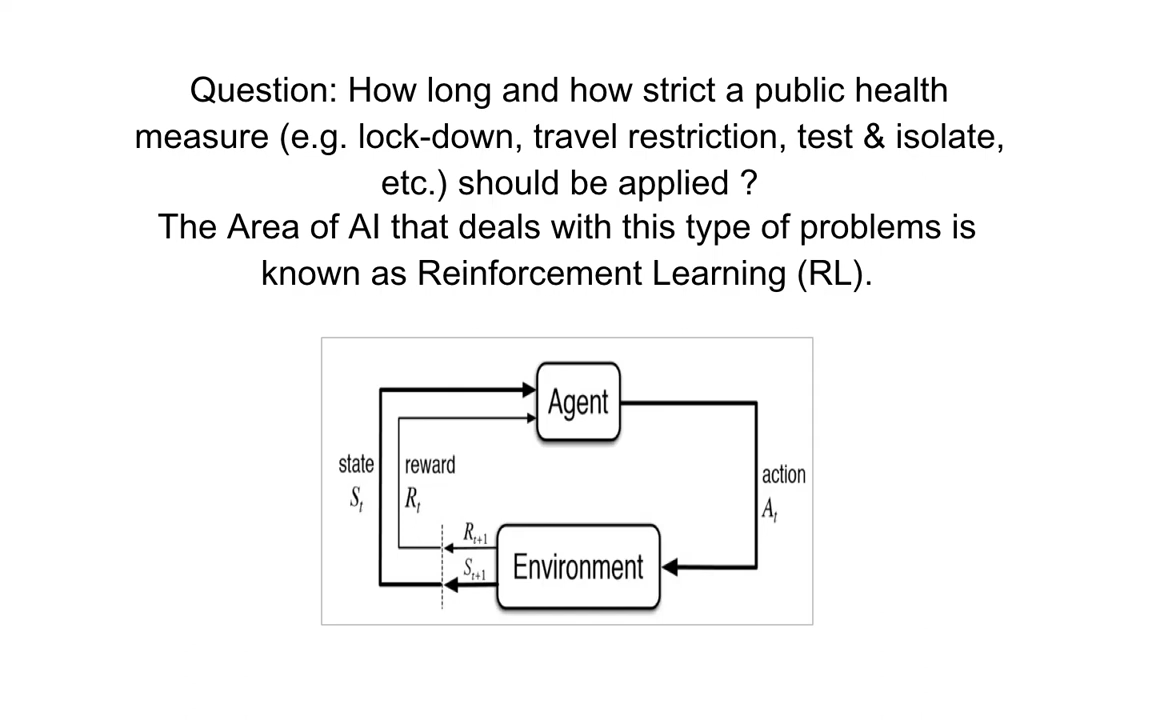 Question: How long and how strict a public health
measure (e.g. lock-down, travel restriction, test & isolate,
etc.) should be applied ?
The Area of AI that deals with this type of problems is
known as Reinforcement Learning (RL).
Agent
state
reward
action
S_t
R_t
A_t
R_{t+1}
S_{t+1}
Environment